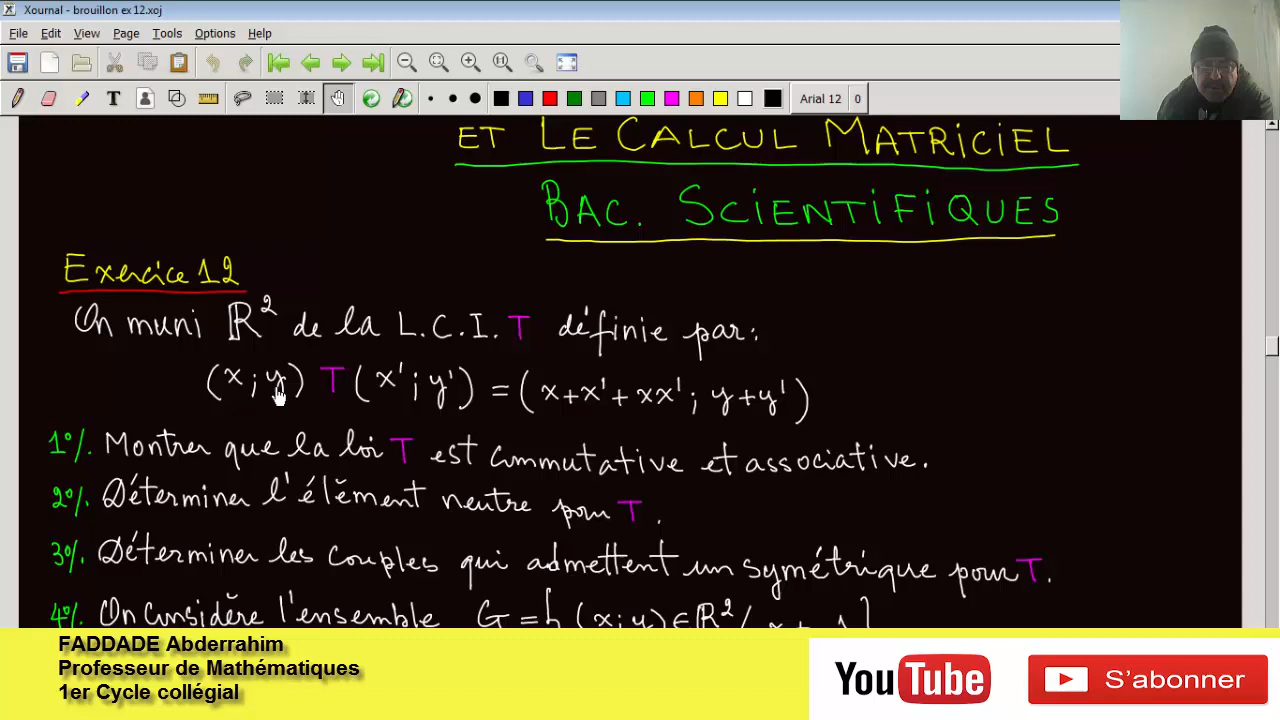 Xournal - brouillon ex 12.xoj
File Edit View Page Tools Options Help
Arial 12 0
ET LE CALCUL MATRICIEL
BAC. SCIENTIFIQUES
Exercice 12
On muni ℝ² de la L.C.I. T définie par:
(x;y) T (x';y') = (x+x'+xx'; y+y')
1°/. Montrer que la loi T est commutative et associative.
2°/. Déterminer l'élĕment neutre pour T.
3°/. Déterminer les couples qui admettent un symétrique pour T.
4°/. On considère l'ensemble G = { (x;y) ∈ ℝ² /
FADDADE Abderrahim
Professeur de Mathématiques
1er Cycle collégial
YouTube
S'abonner